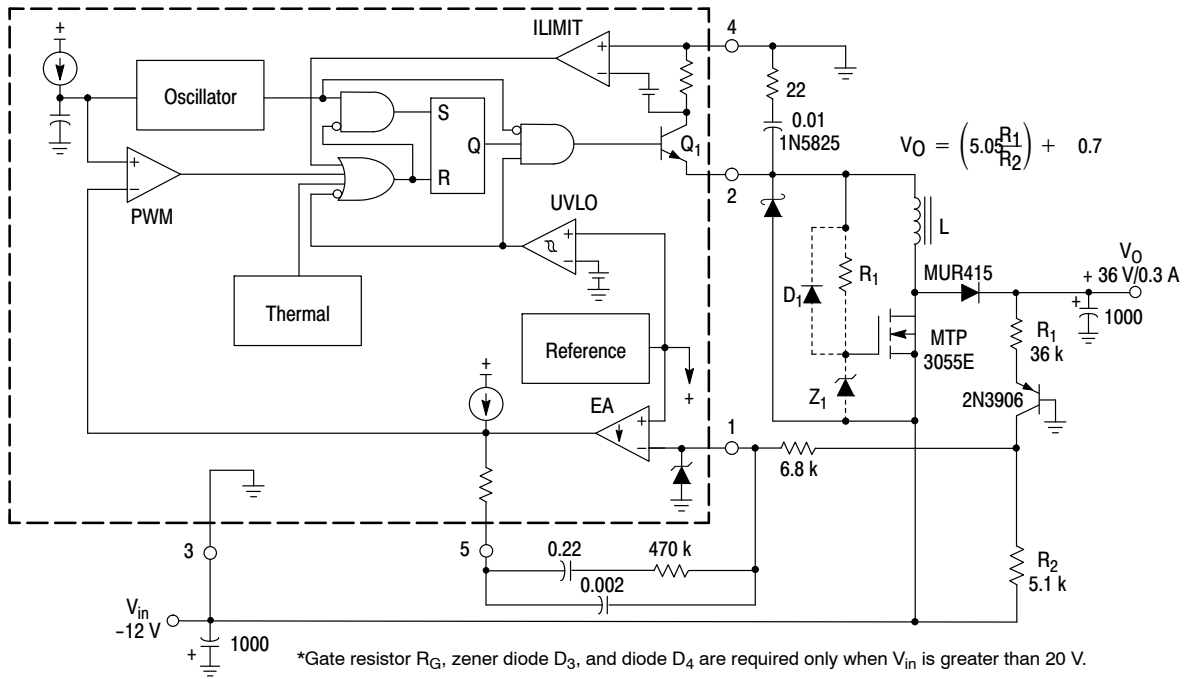 ILIMIT
4
+
−
+
Oscillator
S
Q
R
Q1
22
0.01
1N5825
VO = (5.05 R1/R2) + 0.7
+
−
PWM
2
UVLO
+
−
L
Thermal
D1
R1
MUR415
VO
+ 36 V/0.3 A
+
1000
Reference
+
MTP
3055E
R1
36 k
Z1
2N3906
+
EA
+
−
1
6.8 k
3
5
0.22
470 k
0.002
R2
5.1 k
Vin
−12 V
+
1000
*Gate resistor RG, zener diode D3, and diode D4 are required only when Vin is greater than 20 V.